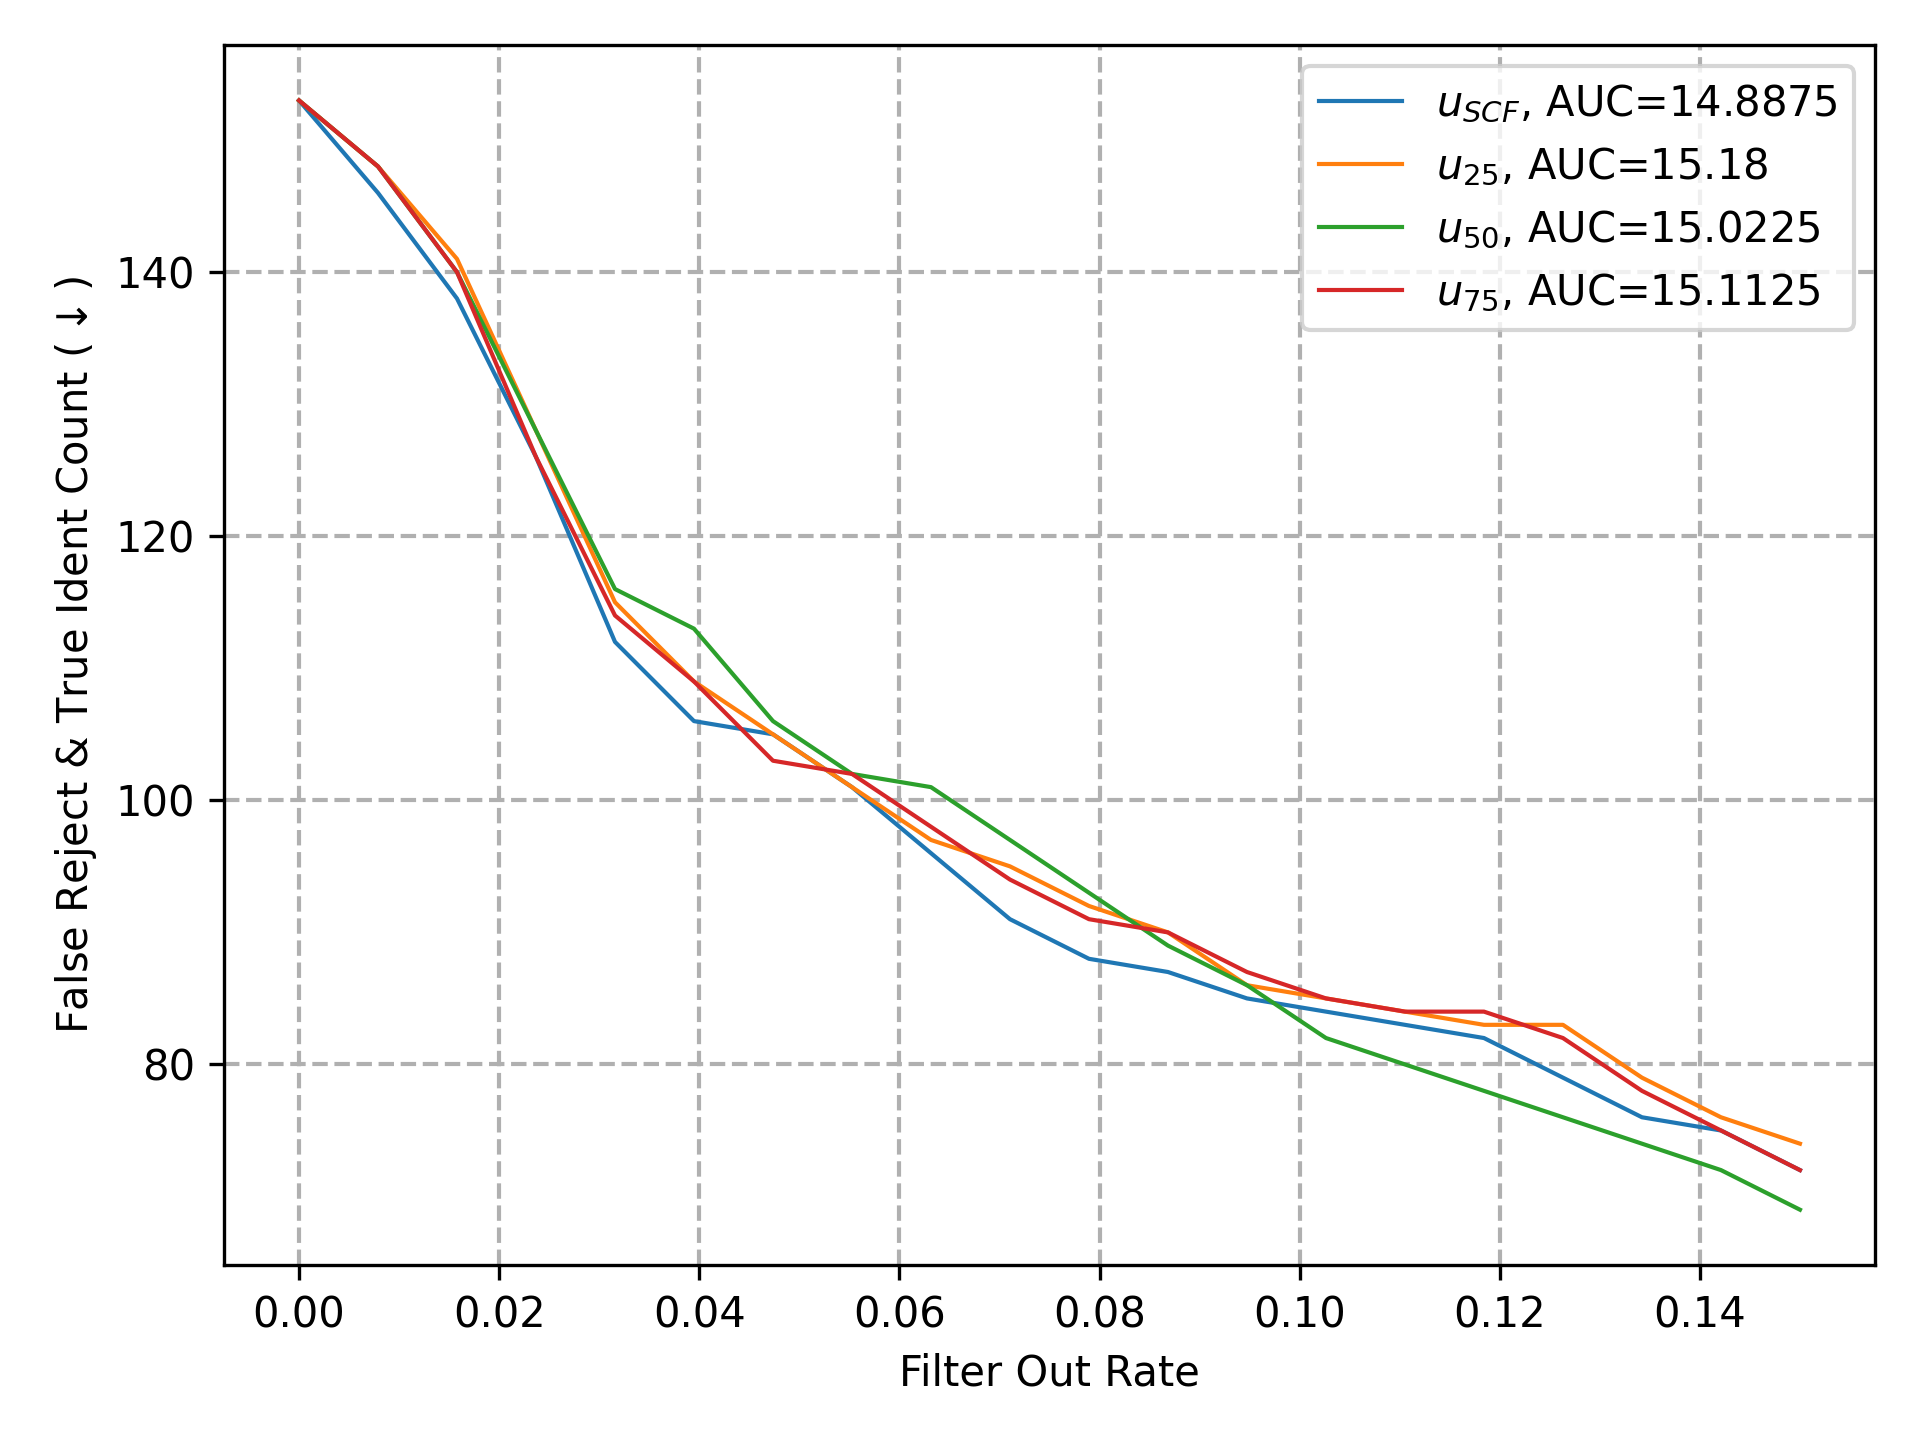 u_SCF, AUC=14.8875
u_25, AUC=15.18
u_50, AUC=15.0225
u_75, AUC=15.1125
False Reject & True Ident Count (↓)
140
120
100
80
0.00 0.02 0.04 0.06 0.08 0.10 0.12 0.14
Filter Out Rate